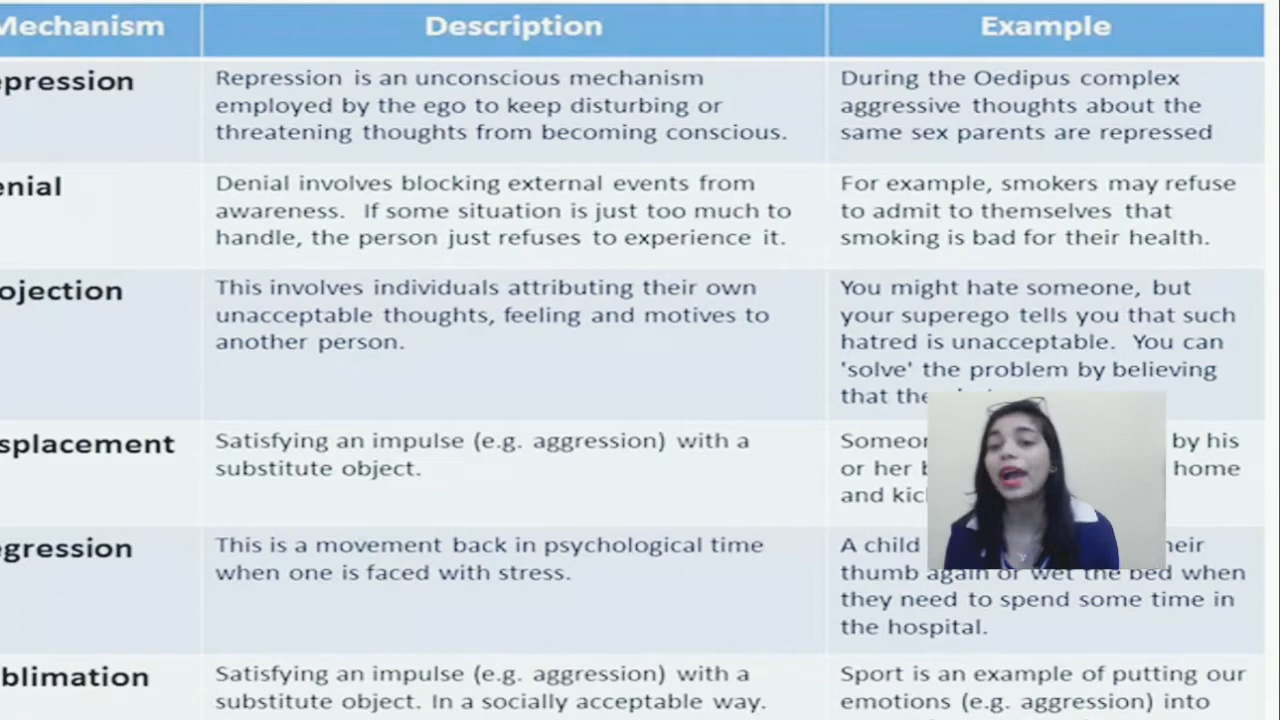 Mechanism Description Example
epression
Repression is an unconscious mechanism
employed by the ego to keep disturbing or
threatening thoughts from becoming conscious.
During the Oedipus complex
aggressive thoughts about the
same sex parents are repressed
enial
Denial involves blocking external events from
awareness. If some situation is just too much to
handle, the person just refuses to experience it.
For example, smokers may refuse
to admit to themselves that
smoking is bad for their health.
ojection
This involves individuals attributing their own
unacceptable thoughts, feeling and motives to
another person.
You might hate someone, but
your superego tells you that such
hatred is unacceptable. You can
'solve' the problem by believing
that
splacement
Satisfying an impulse (e.g. aggression) with a
substitute object.
by his
or her home
and
egression
This is a movement back in psychological time
when one is faced with stress.
A child
thumb again or wet the bed when
they need to spend some time in
the hospital.
blimation
Satisfying an impulse (e.g. aggression) with a
substitute object. In a socially acceptable way.
Sport is an example of putting our
emotions (e.g. aggression) into